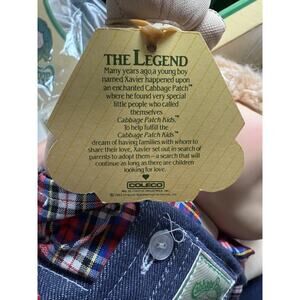 THE LEGEND
Many years ago, a young boy
named Xavier happened upon
an enchanted Cabbage Patch™
where he found very special
little people who called
themselves
Cabbage Patch Kids.™
To help fulfill the
Cabbage Patch Kids™
dream of having families with whom to
share their love, Xavier set out in search of
parents to adopt them – a search that will
continue as long as there are children
looking for love.
COLECO